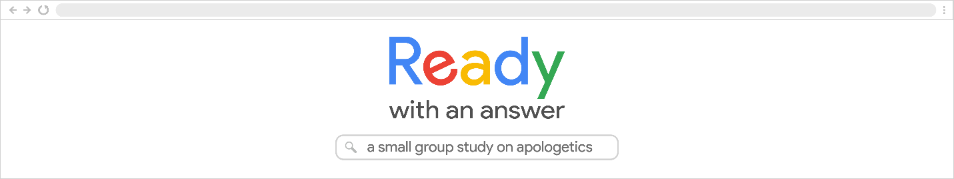 Ready
with an answer
a small group study on apologetics